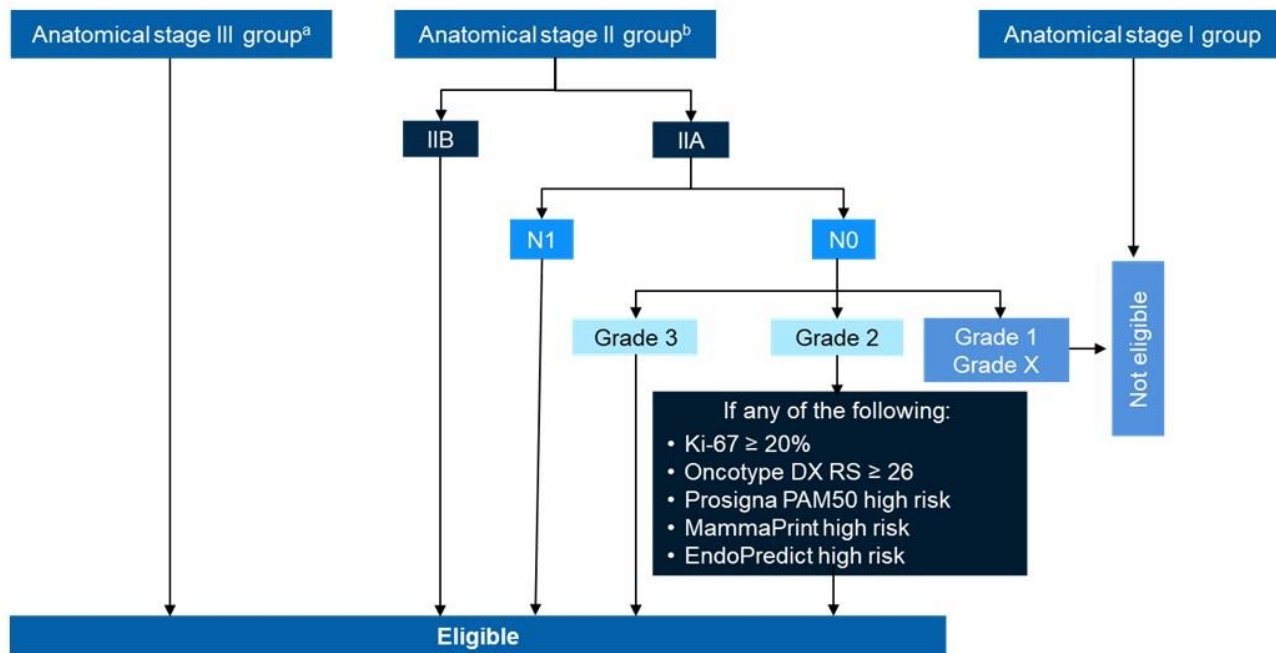 Anatomical stage III groupᵃ
Anatomical stage II groupᵇ
Anatomical stage I group
IIB
IIA
N1
N0
Grade 3
Grade 2
Grade 1
Grade X
Not eligible
If any of the following:
• Ki-67 ≥ 20%
• Oncotype DX RS ≥ 26
• Prosigna PAM50 high risk
• MammaPrint high risk
• EndoPredict high risk
Eligible